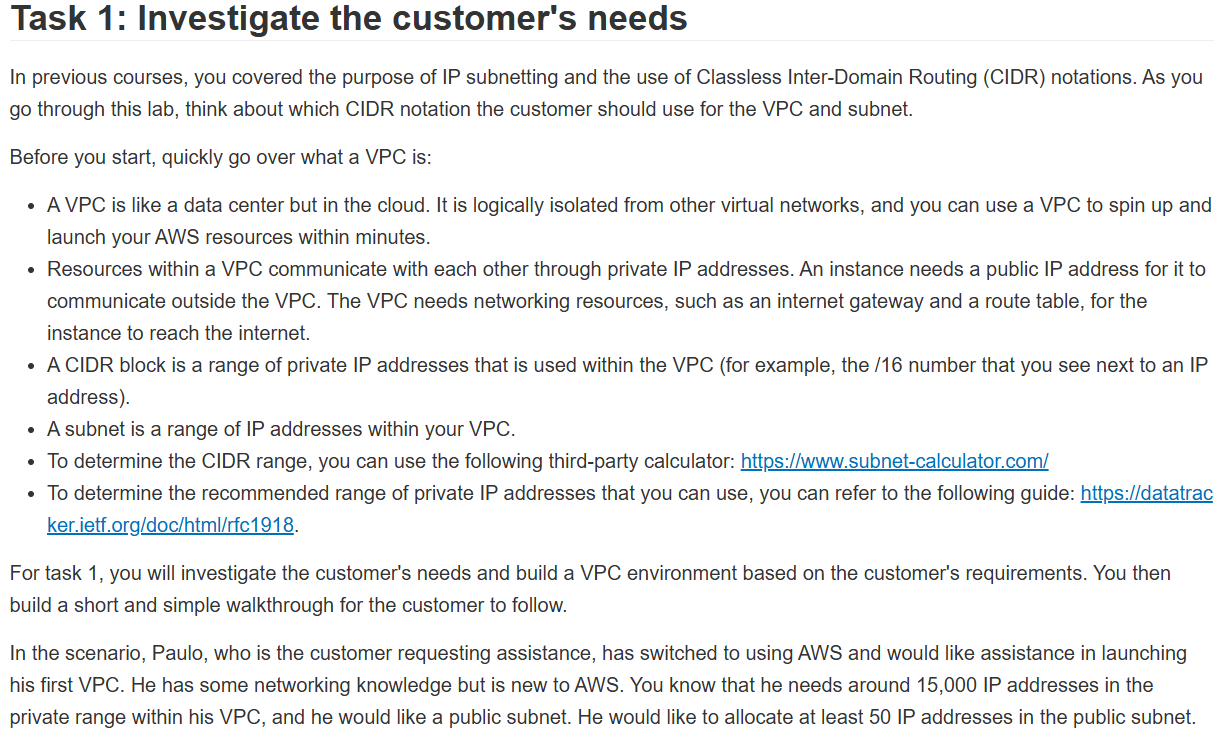 Task 1: Investigate the customer's needs
In previous courses, you covered the purpose of IP subnetting and the use of Classless Inter-Domain Routing (CIDR) notations. As you
go through this lab, think about which CIDR notation the customer should use for the VPC and subnet.
Before you start, quickly go over what a VPC is:
• A VPC is like a data center but in the cloud. It is logically isolated from other virtual networks, and you can use a VPC to spin up and
launch your AWS resources within minutes.
• Resources within a VPC communicate with each other through private IP addresses. An instance needs a public IP address for it to
communicate outside the VPC. The VPC needs networking resources, such as an internet gateway and a route table, for the
instance to reach the internet.
• A CIDR block is a range of private IP addresses that is used within the VPC (for example, the /16 number that you see next to an IP
address).
• A subnet is a range of IP addresses within your VPC.
• To determine the CIDR range, you can use the following third-party calculator: https://www.subnet-calculator.com/
• To determine the recommended range of private IP addresses that you can use, you can refer to the following guide: https://datatrac
ker.ietf.org/doc/html/rfc1918.
For task 1, you will investigate the customer's needs and build a VPC environment based on the customer's requirements. You then
build a short and simple walkthrough for the customer to follow.
In the scenario, Paulo, who is the customer requesting assistance, has switched to using AWS and would like assistance in launching
his first VPC. He has some networking knowledge but is new to AWS. You know that he needs around 15,000 IP addresses in the
private range within his VPC, and he would like a public subnet. He would like to allocate at least 50 IP addresses in the public subnet.